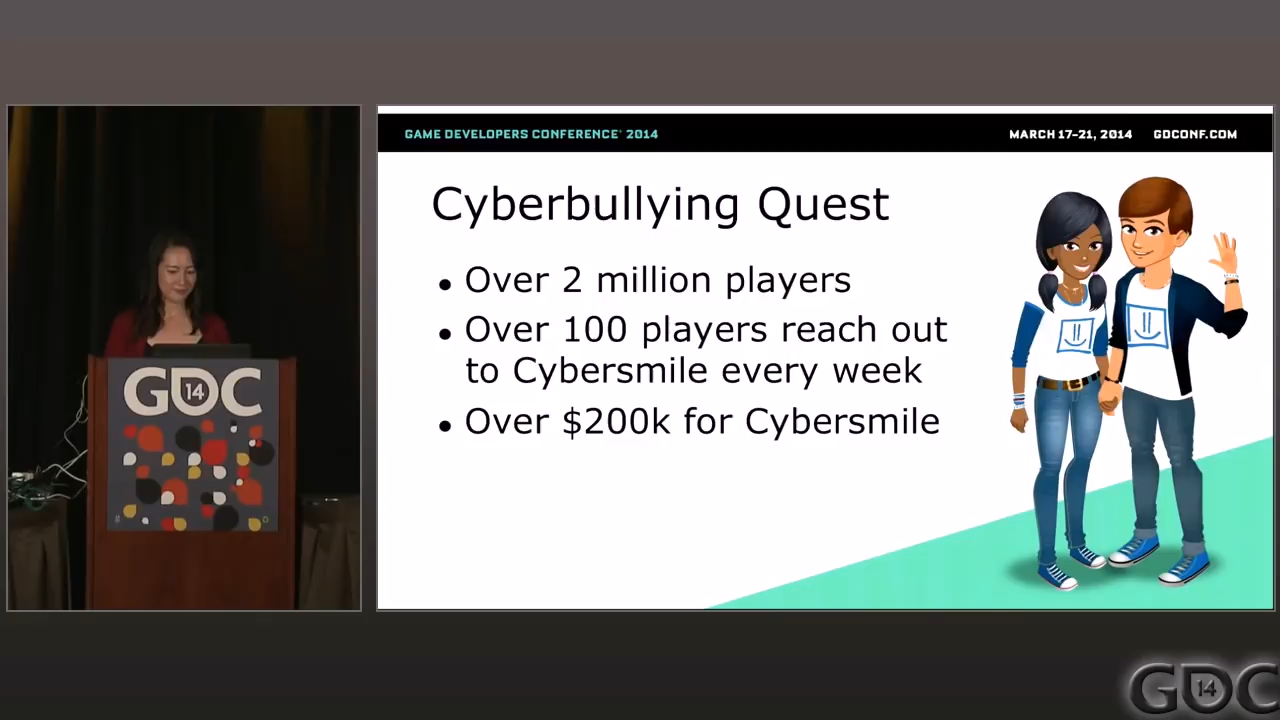 GAME DEVELOPERS CONFERENCE® 2014
MARCH 17-21, 2014 GDCONF.COM
Cyberbullying Quest
• Over 2 million players
• Over 100 players reach out
to Cybersmile every week
• Over $200k for Cybersmile
GDC
14
GDC
14